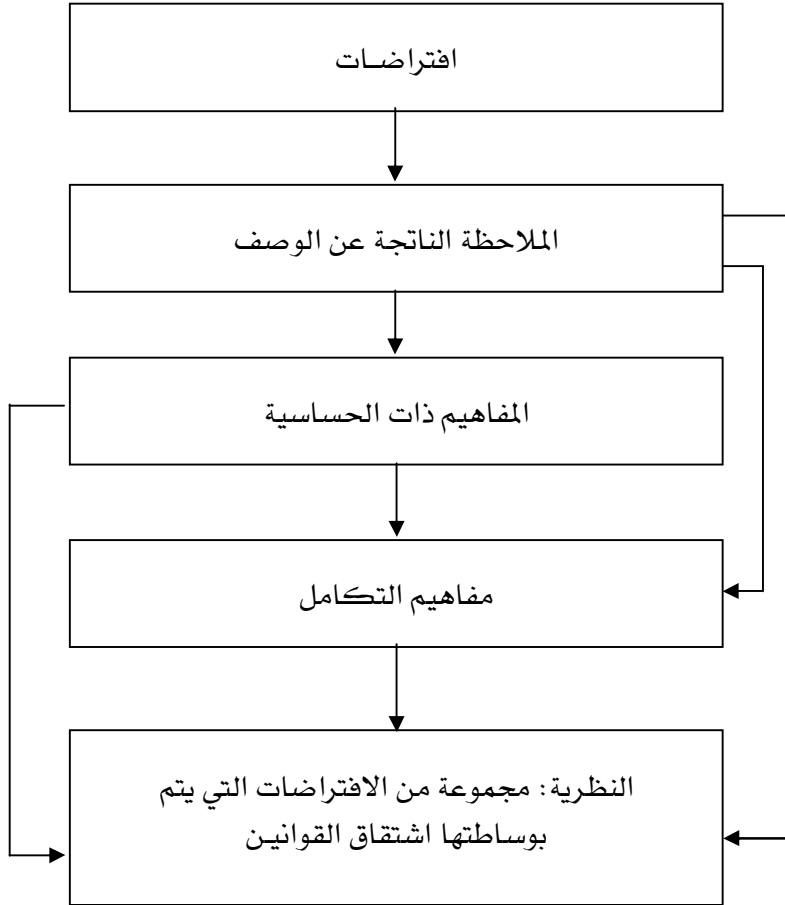 افتراضات
الملاحظة الناتجة عن الوصف
المفاهيم ذات الحساسية
مفاهيم التكامل
النظرية: مجموعة من الافتراضات التي يتم
بوساطتها اشتقاق القوانين